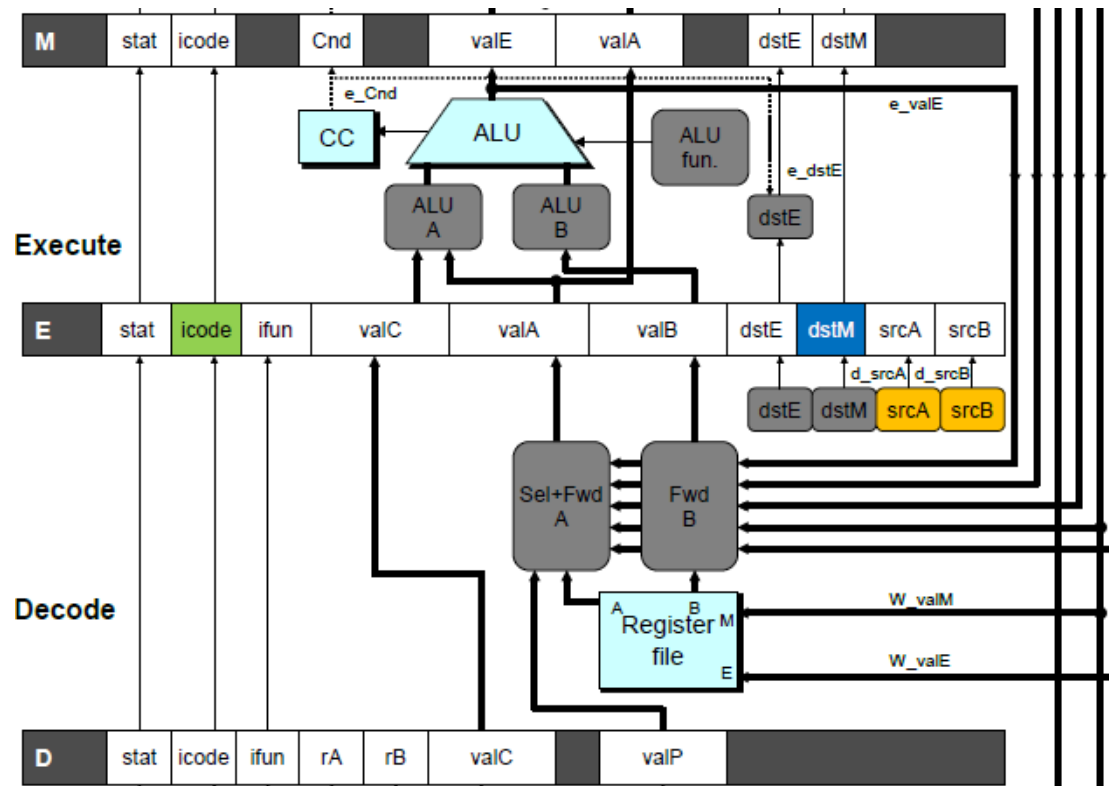 M stat icode Cnd valE valA dstE dstM
e_Cnd
e_valE
CC
ALU
ALU
fun.
e_dstE
ALU
A
ALU
B
dstE
Execute
E stat icode ifun valC valA valB dstE dstM srcA srcB
d_srcA d_srcB
dstE dstM srcA srcB
Sel+Fwd
A
Fwd
B
Decode
A B M
Register
file
E
W_valM
W_valE
D stat icode ifun rA rB valC valP